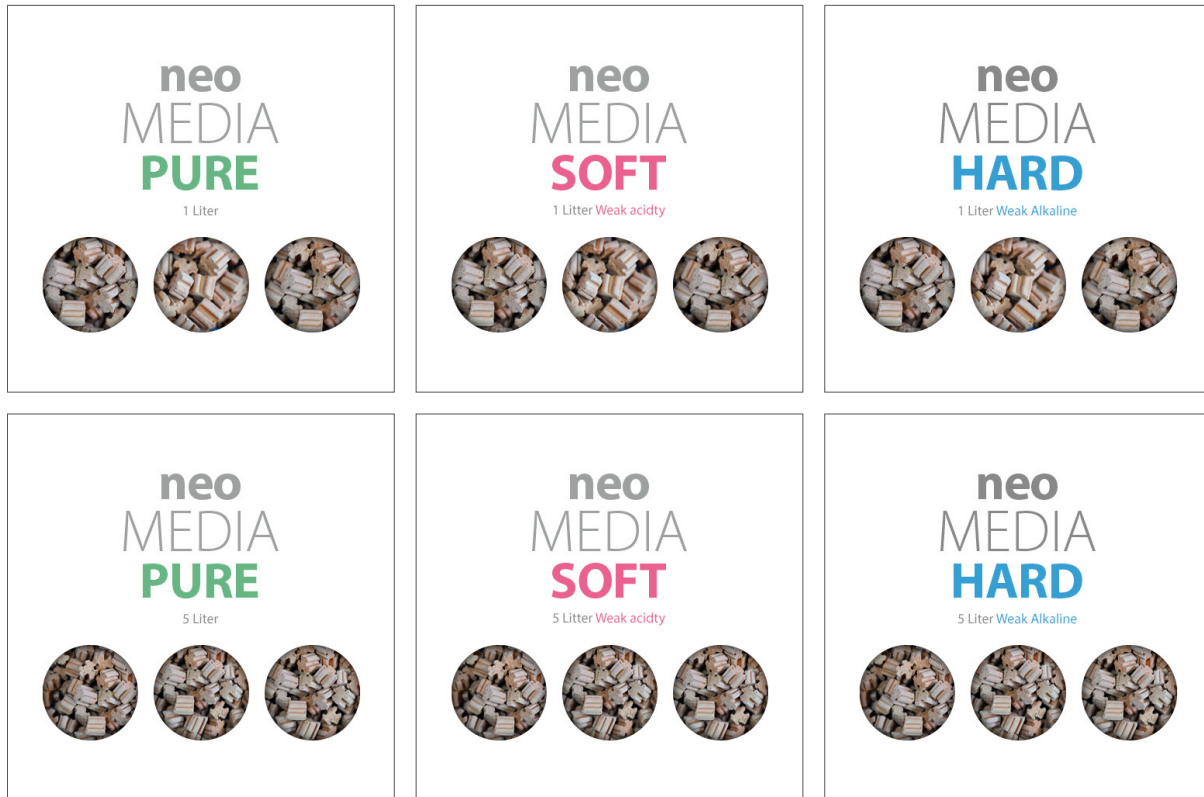 neo
MEDIA
PURE
1 Liter
neo
MEDIA
SOFT
1 Litter Weak acidty
neo
MEDIA
HARD
1 Liter Weak Alkaline
neo
MEDIA
PURE
5 Liter
neo
MEDIA
SOFT
5 Litter Weak acidty
neo
MEDIA
HARD
5 Liter Weak Alkaline